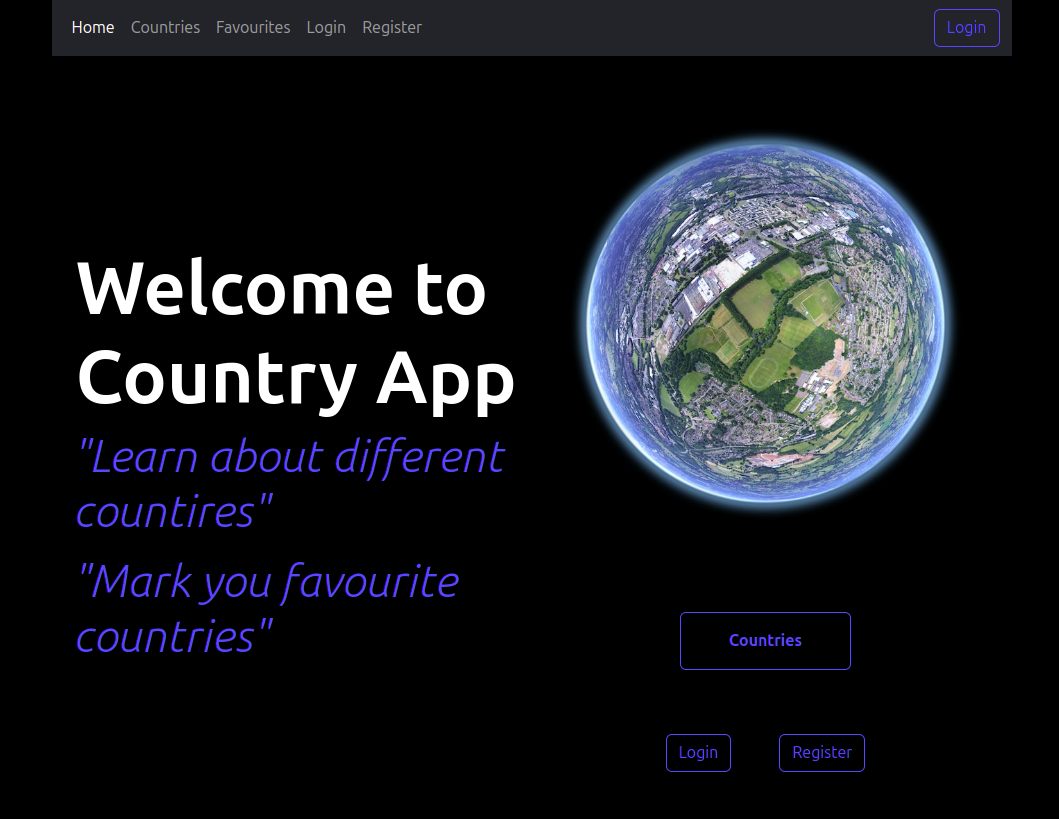 Home Countries Favourites Login Register Login
Welcome to
Country App
"Learn about different
countires"
"Mark you favourite
countries"
Countries
Login Register